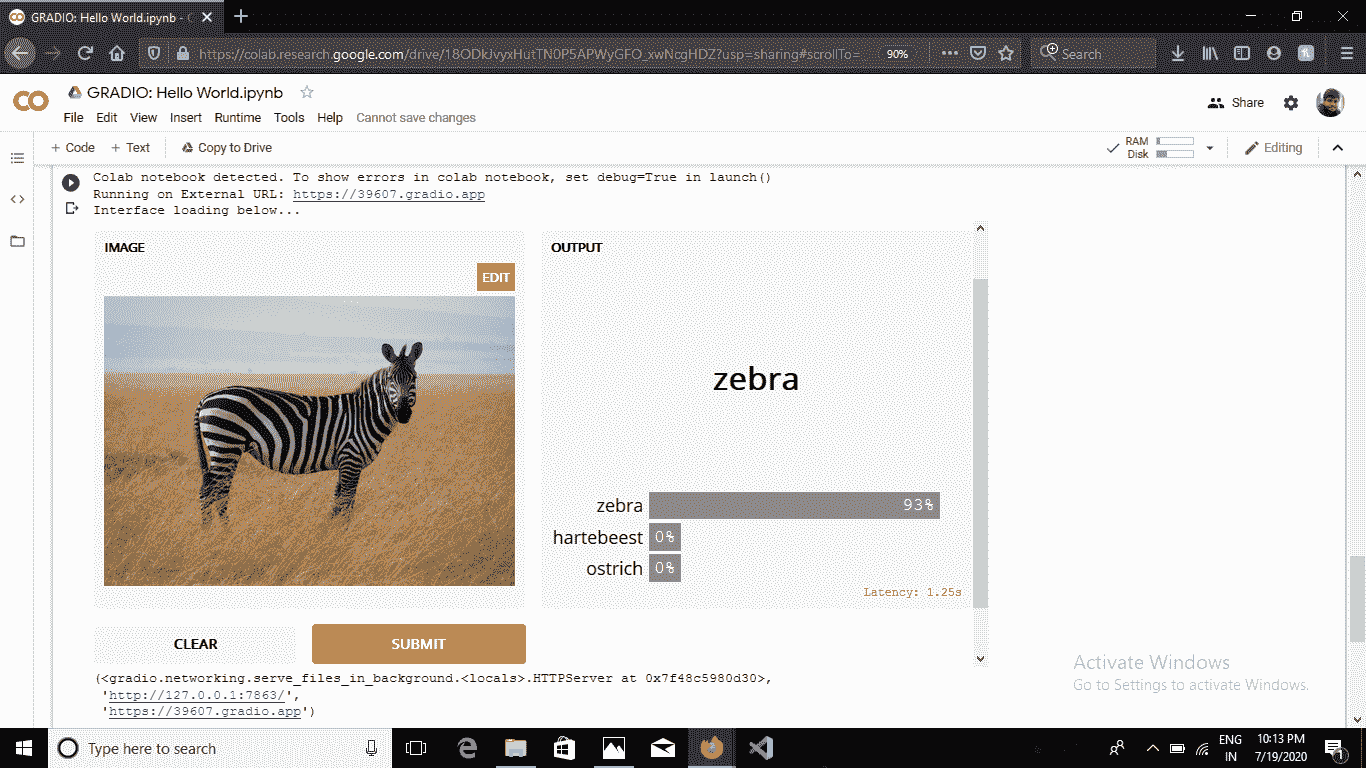 GRADIO: Hello World.ipynb - C
https://colab.research.google.com/drive/18ODkJvyxHutTN0P5APWyGFO_xwNcgHDZ?usp=sharing#scrollTo=
90%
Search
GRADIO: Hello World.ipynb
Share
File Edit View Insert Runtime Tools Help Cannot save changes
+ Code + Text Copy to Drive
RAM
Disk
Editing
Colab notebook detected. To show errors in colab notebook, set debug=True in launch()
Running on External URL: https://39607.gradio.app
Interface loading below...
IMAGE
EDIT
OUTPUT
zebra
zebra 93%
hartebeest 0%
ostrich 0%
Latency: 1.25s
CLEAR
SUBMIT
(<gradio.networking.serve_files_in_background.<locals>.HTTPServer at 0x7f48c5980d30>,
'http://127.0.0.1:7863/',
'https://39607.gradio.app')
Activate Windows
Go to Settings to activate Windows.
Type here to search
ENG
IN
10:13 PM
7/19/2020
1